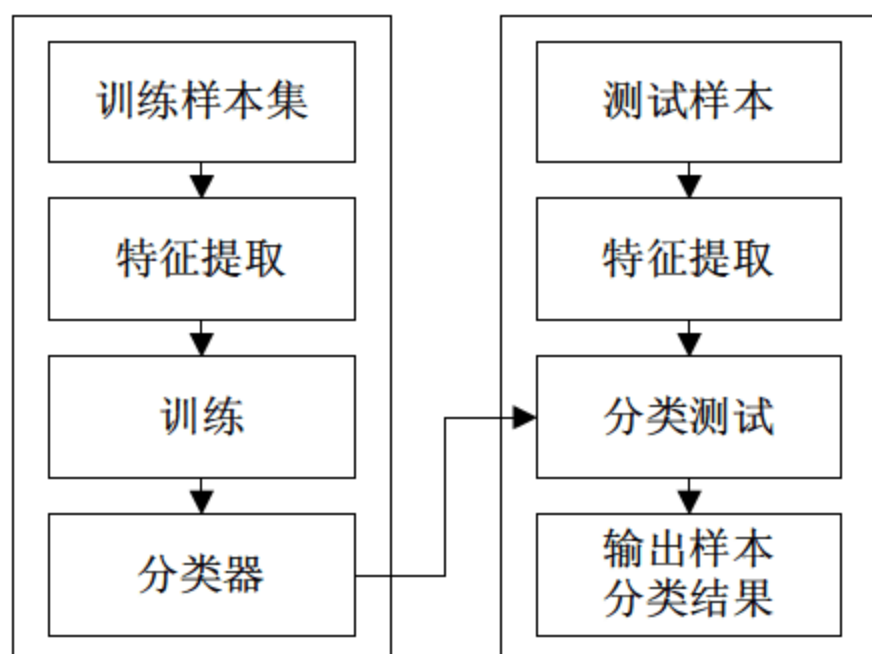 训练样本集
特征提取
训练
分类器
测试样本
特征提取
分类测试
输出样本
分类结果